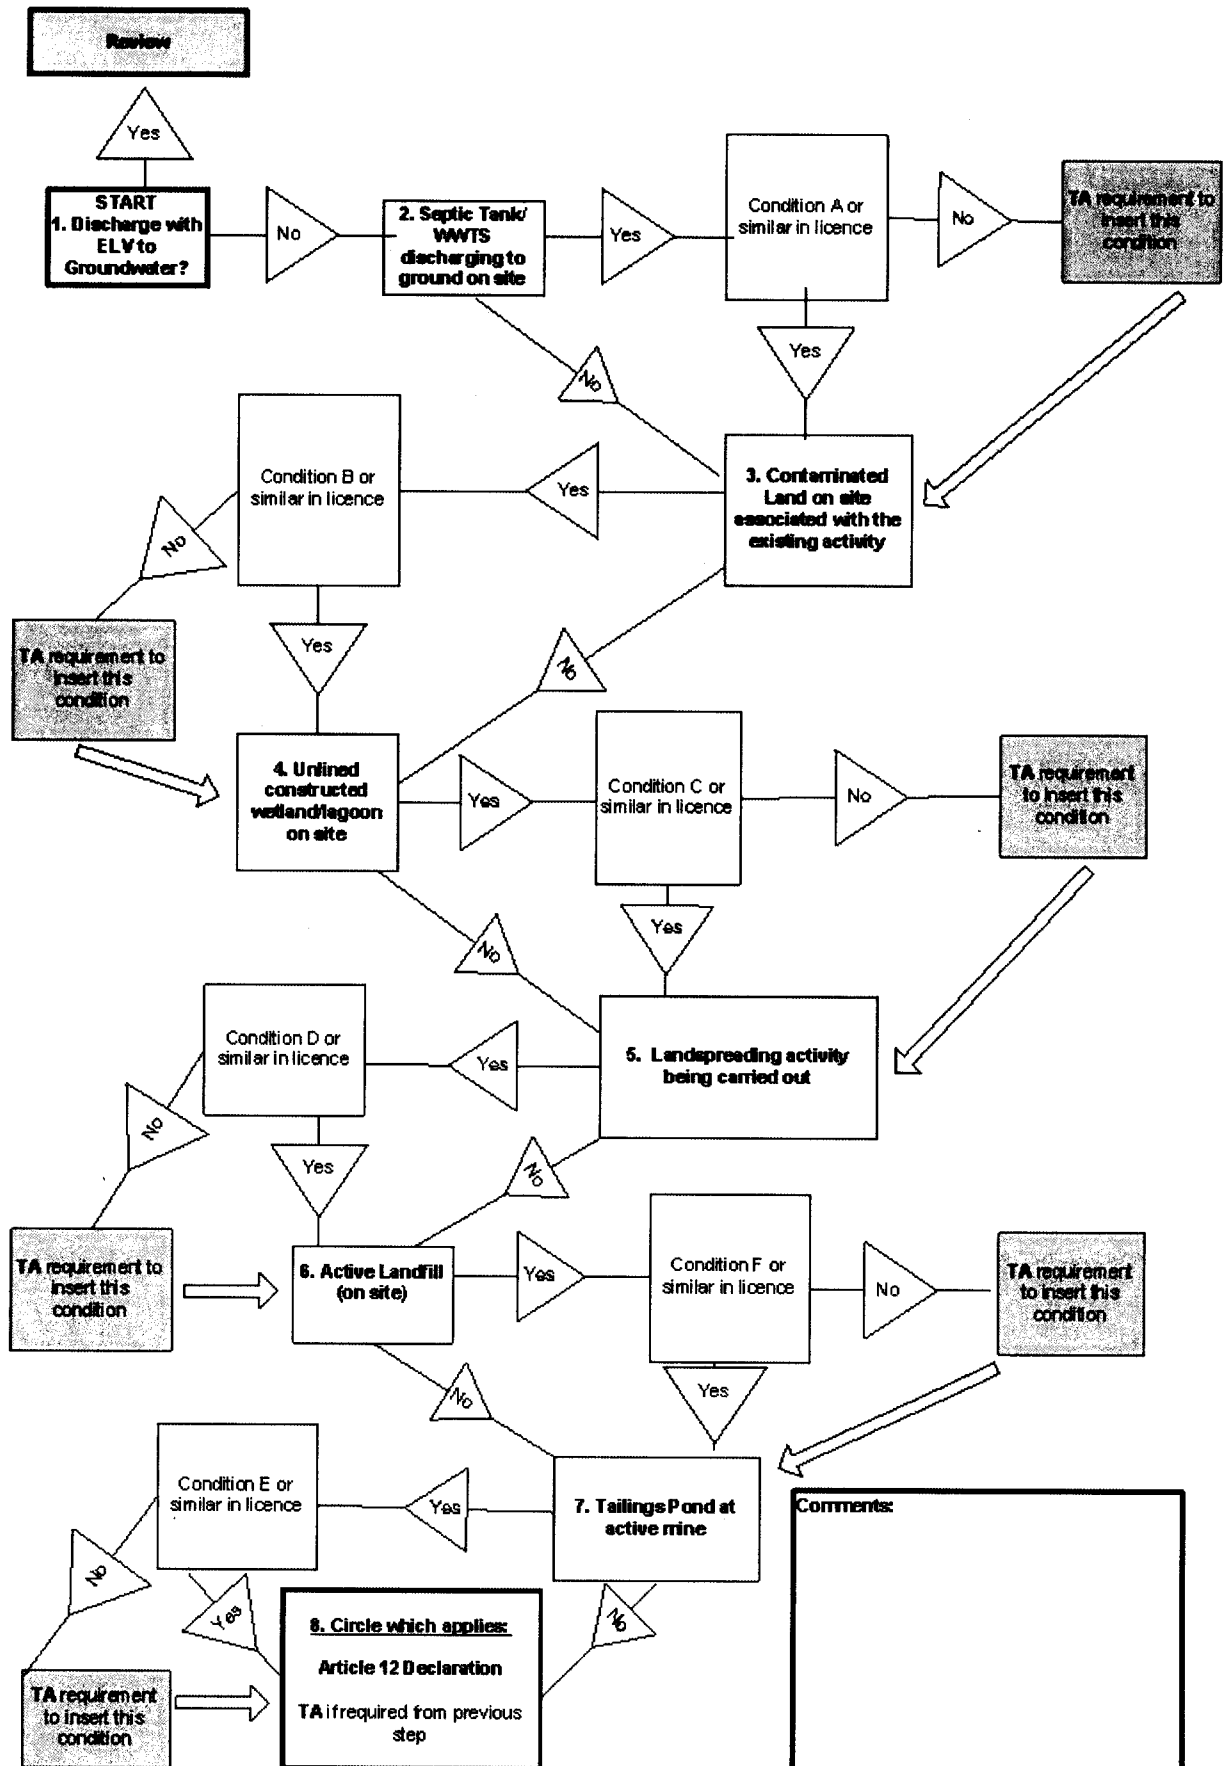 Review
Yes
START
1. Discharge with
ELV to
Groundwater?
No
2. Septic Tank/
WWTS
discharging to
ground on site
Yes
Condition A or
similar in licence
No
TA requirement to
insert this
condition
Yes
No
3. Contaminated
Land on site
associated with the
existing activity
Yes
Condition B or
similar in licence
No
TA requirement to
insert this
condition
Yes
No
4. Unlined
constructed
wetland/lagoon
on site
Yes
Condition C or
similar in licence
No
TA requirement
to insert this
condition
Yes
No
5. Landspreading activity
being carried out
Yes
Condition D or
similar in licence
No
TA requirement to
insert this
condition
Yes
No
6. Active Landfill
(on site)
Yes
Condition F or
similar in licence
No
TA requirement
to insert this
condition
Yes
No
7. Tailings Pond at
active mine
Yes
Condition E or
similar in licence
No
TA requirement
to insert this
condition
Yes
No
8. Circle which applies:
Article 12 Declaration
TA if required from previous
step
Comments: